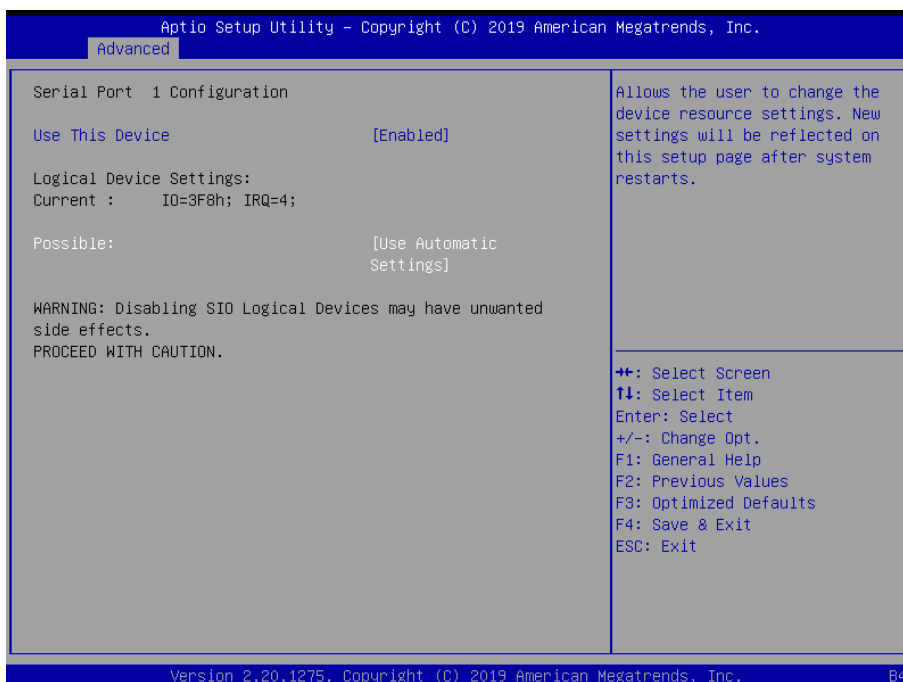 Aptio Setup Utility – Copyright (C) 2019 American Megatrends, Inc.
Advanced
Serial Port 1 Configuration
Use This Device [Enabled]
Logical Device Settings:
Current : IO=3F8h; IRQ=4;
Possible: [Use Automatic
Settings]
WARNING: Disabling SIO Logical Devices may have unwanted
side effects.
PROCEED WITH CAUTION.
Allows the user to change the
device resource settings. New
settings will be reflected on
this setup page after system
restarts.
→←: Select Screen
↑↓: Select Item
Enter: Select
+/-: Change Opt.
F1: General Help
F2: Previous Values
F3: Optimized Defaults
F4: Save & Exit
ESC: Exit
Version 2.20.1275. Copyright (C) 2019 American Megatrends, Inc.